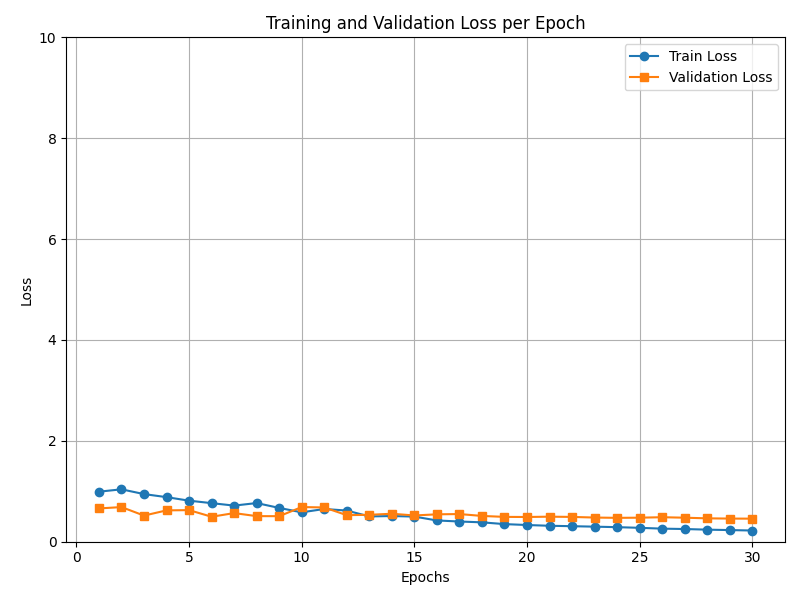 Training and Validation Loss per Epoch
Train Loss
Validation Loss
Loss
10
8
6
4
2
0
0 5 10 15 20 25 30
Epochs